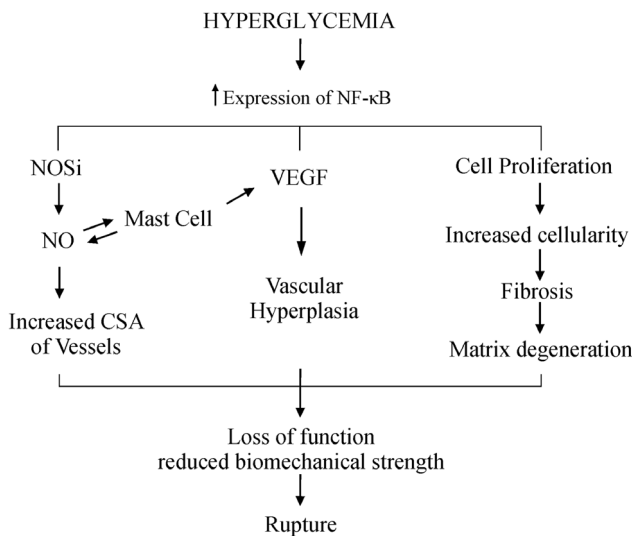 HYPERGLYCEMIA
Expression of NF-κB
NOSi
VEGF
Cell Proliferation
Mast Cell
NO
Increased cellularity
Vascular
Hyperplasia
Fibrosis
Increased CSA
of Vessels
Matrix degeneration
Loss of function
reduced biomechanical strength
Rupture